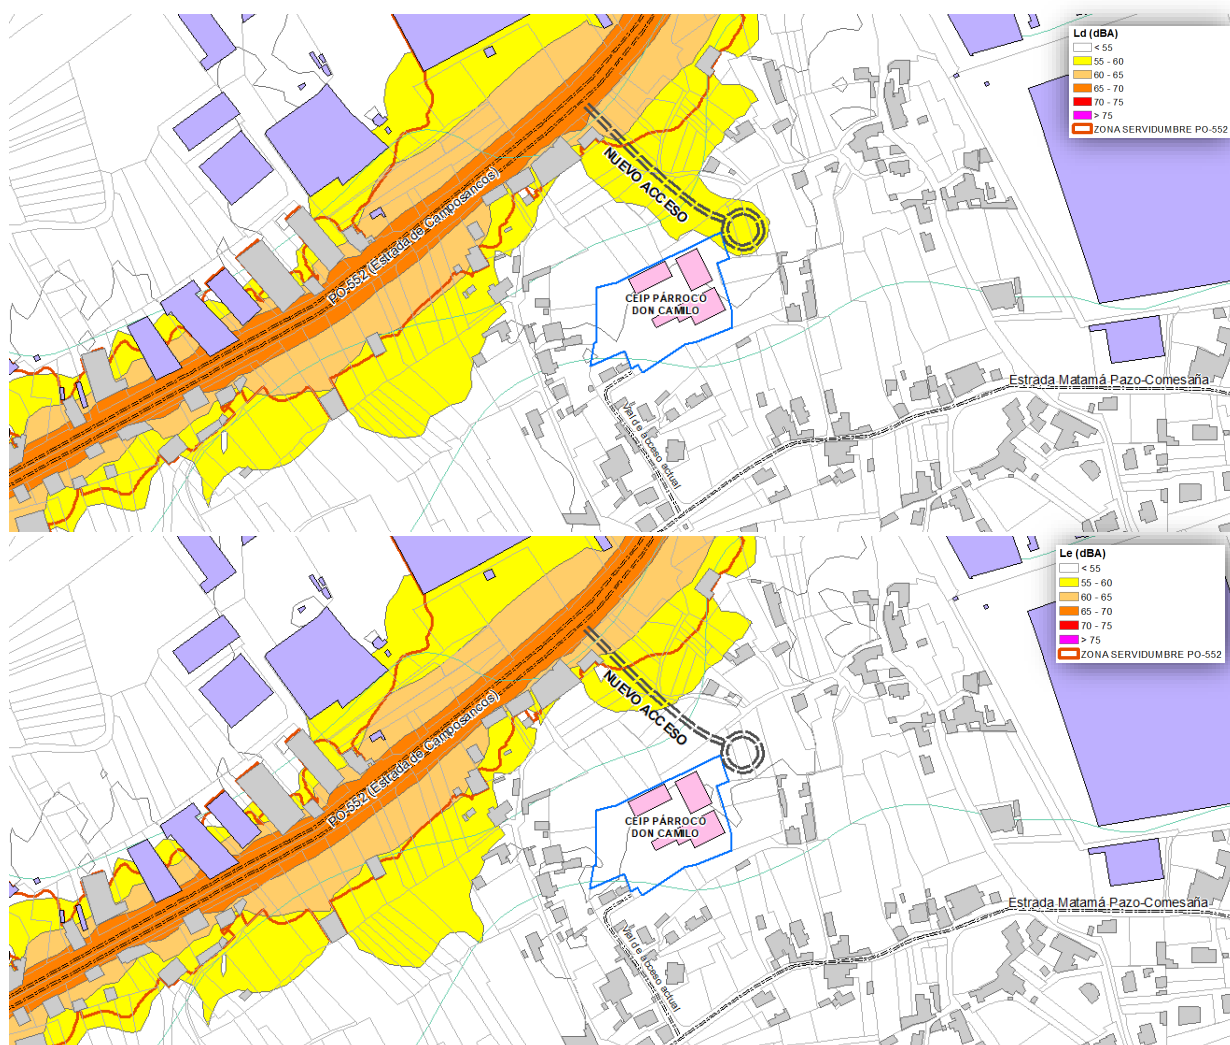 Ld (dBA)
< 55
55 - 60
60 - 65
65 - 70
70 - 75
> 75
ZONA SERVIDUMBRE PO-552
NUEVO ACCESO
PO-552 (Estrada de Camposancos)
CEIP PÁRROCO
DON CAMILO
Estrada Matamá Pazo-Comesaña
Vial de acceso actual
Le (dBA)
< 55
55 - 60
60 - 65
65 - 70
70 - 75
> 75
ZONA SERVIDUMBRE PO-552
NUEVO ACCESO
PO-552 (Estrada de Camposancos)
CEIP PÁRROCO
DON CAMILO
Estrada Matamá Pazo-Comesaña
Vial de acceso actual